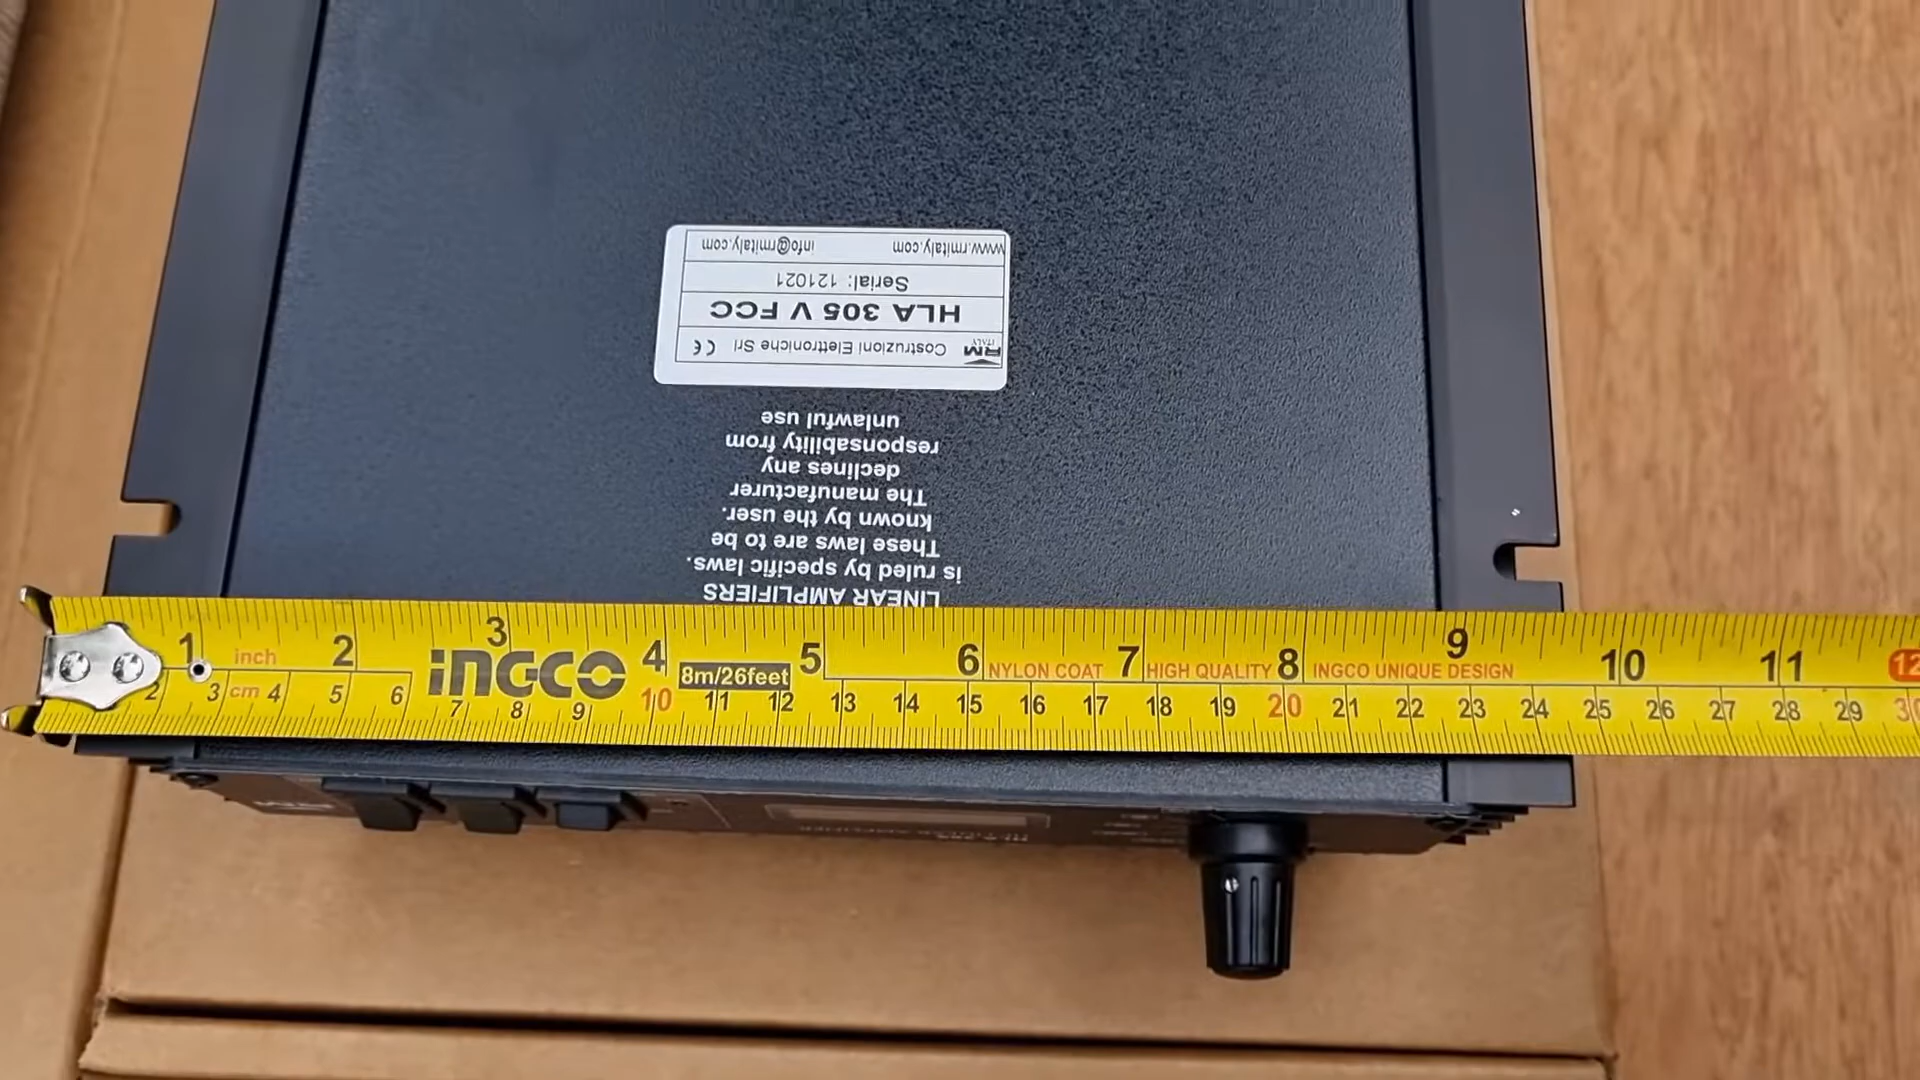 RM ITALY Costruzioni Elettroniche Srl CE
HLA 305 V FCC
Serial: 121021
www.rmitaly.com info@rmitaly.com
LINEAR AMPLIFIERS
is ruled by specific laws.
These laws are to be
known by the user.
The manufacturer
declines any
responsability from
unlawful use
1 2 3 4 5 6 7 8 9 10 11 12
inch INGCO 8m/26feet NYLON COAT HIGH QUALITY INGCO UNIQUE DESIGN
2 3 cm 4 5 6 7 8 9 10 11 12 13 14 15 16 17 18 19 20 21 22 23 24 25 26 27 28 29 30